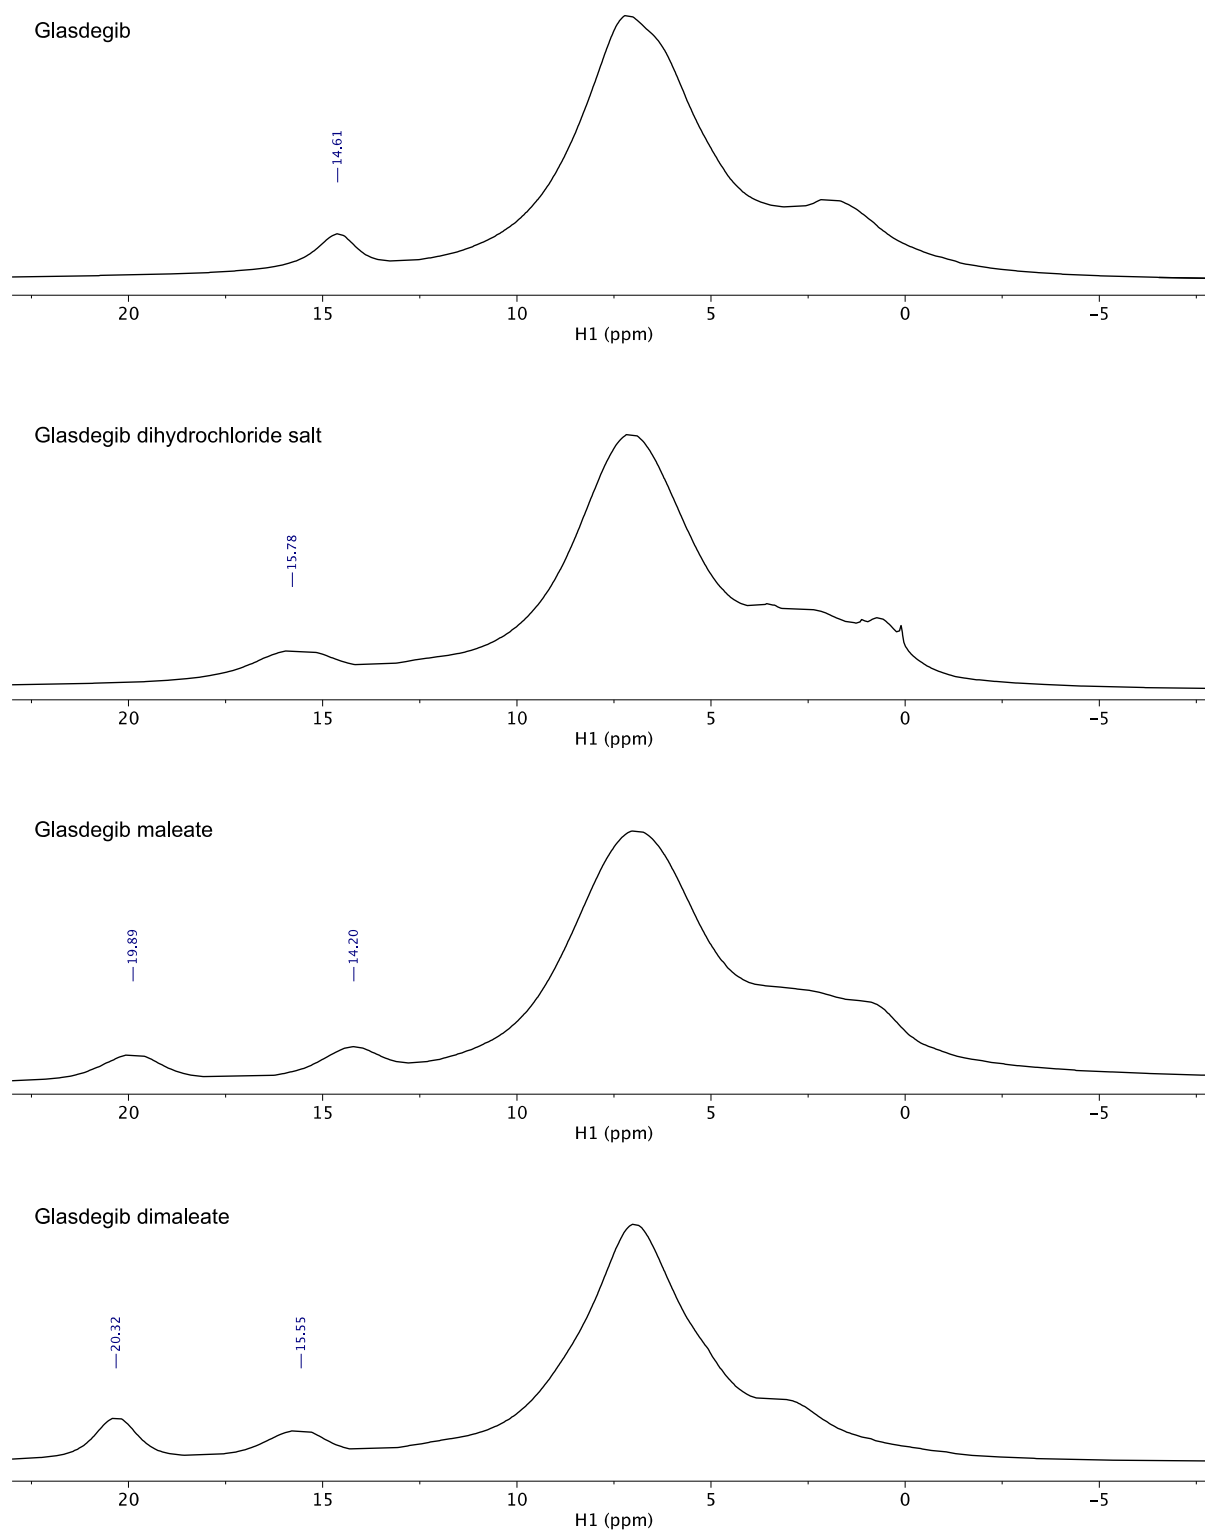 Glasdegib
14.61
20 15 10 5 0 −5
H1 (ppm)
Glasdegib dihydrochloride salt
15.78
20 15 10 5 0 −5
H1 (ppm)
Glasdegib maleate
19.89 14.20
20 15 10 5 0 −5
H1 (ppm)
Glasdegib dimaleate
20.32 15.55
20 15 10 5 0 −5
H1 (ppm)